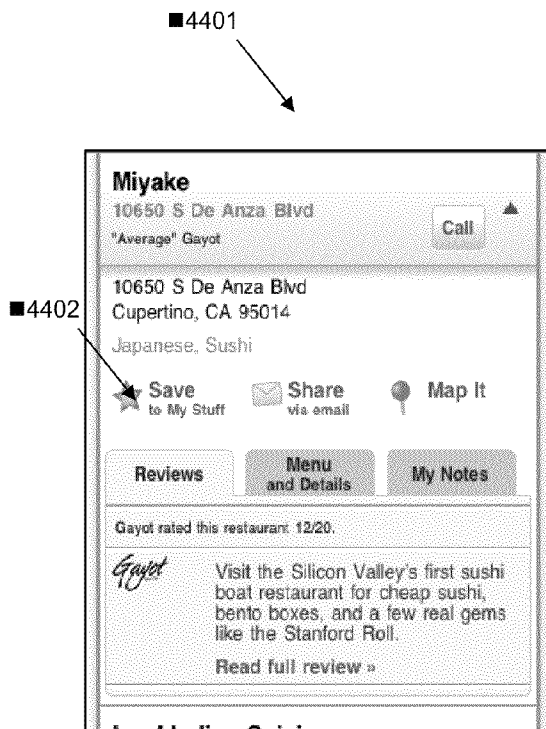 ■4401
Miyake
10650 S De Anza Blvd
"Average" Gayot
Call
10650 S De Anza Blvd
■4402
Cupertino, CA 95014
Japanese, Sushi
Save
to My Stuff
Share
via email
Map It
Reviews
Menu
and Details
My Notes
Gayot rated this restaurant 12/20.
Gayot
Visit the Silicon Valley's first sushi
boat restaurant for cheap sushi,
bento boxes, and a few real gems
like the Stanford Roll.
Read full review »